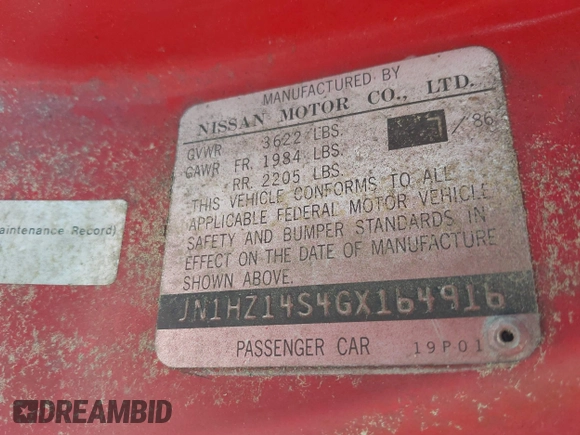 MANUFACTURED BY
NISSAN MOTOR CO., LTD.
GVWR 3622 LBS. 7/86
GAWR FR. 1984 LBS.
RR. 2205 LBS.
THIS VEHICLE CONFORMS TO ALL
APPLICABLE FEDERAL MOTOR VEHICLE
SAFETY AND BUMPER STANDARDS IN
EFFECT ON THE DATE OF MANUFACTURE
SHOWN ABOVE.
JN1HZ14S4GX164916
PASSENGER CAR 19P01
aintenance Record)
DREAMBID